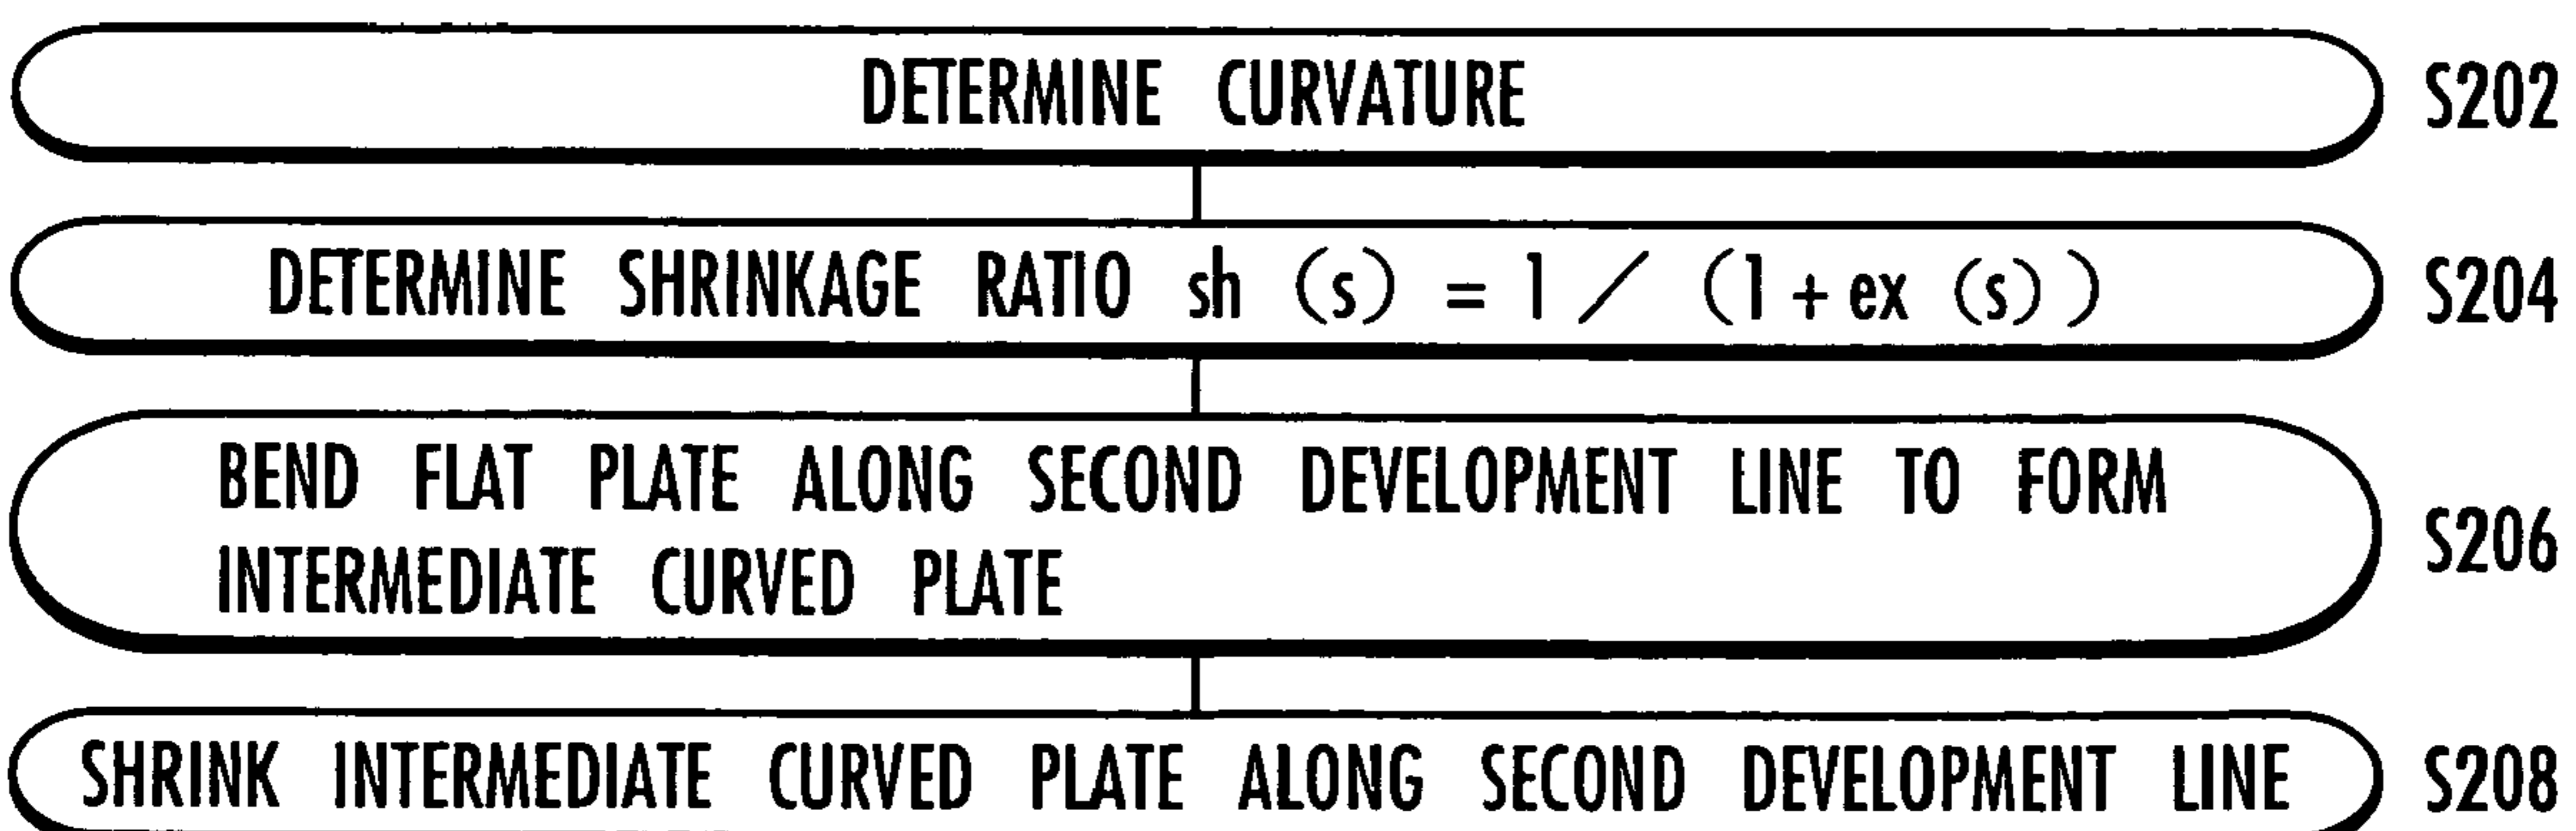 DETERMINE CURVATURE S202
DETERMINE SHRINKAGE RATIO sh (s) = 1 / (1 + ex (s))  S204
BEND FLAT PLATE ALONG SECOND DEVELOPMENT LINE TO FORM
INTERMEDIATE CURVED PLATE
S206
SHRINK INTERMEDIATE CURVED PLATE ALONG SECOND DEVELOPMENT LINE S208